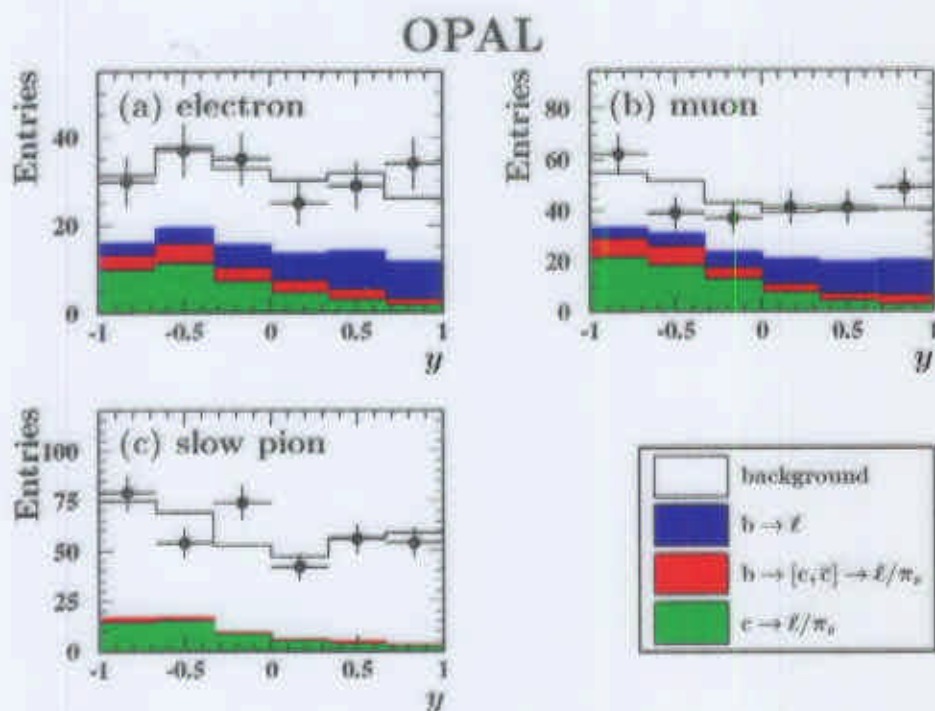 OPAL
(a) electron
Entries
40
20
0
-1
-0.5
0
0.5
1
y
(b) muon
Entries
80
60
40
20
0
-1
-0.5
0
0.5
1
y
(c) slow pion
Entries
100
75
50
25
0
-1
-0.5
0
0.5
1
y
background
b → ℓ
b → [c, c̄] → ℓ/πₛ
c → ℓ/πₛ